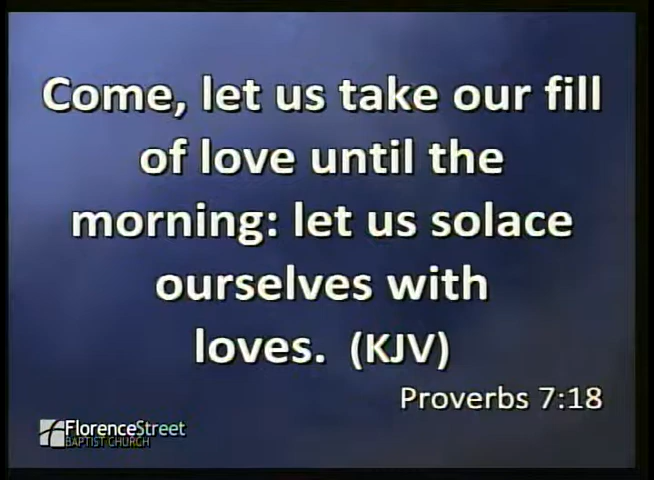 Come, let us take our fill
of love until the
morning: let us solace
ourselves with
loves.  (KJV)
Proverbs 7:18
FlorenceStreet
BAPTIST CHURCH